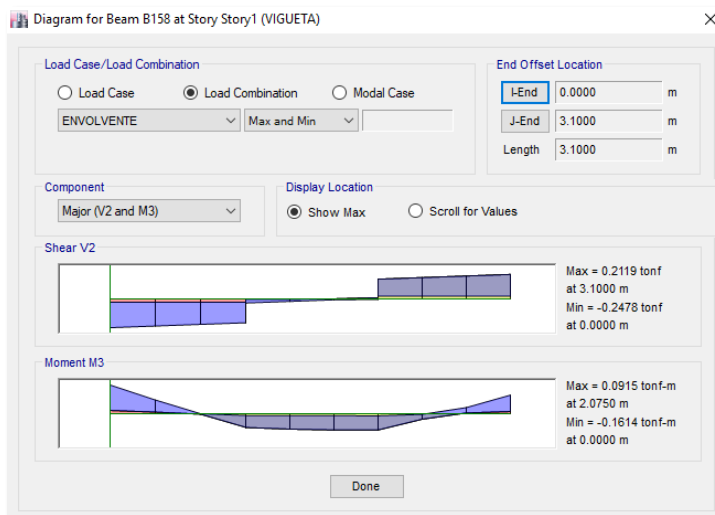 Diagram for Beam B158 at Story Story1 (VIGUETA)
Load Case/Load Combination
Load Case
Load Combination
Modal Case
ENVOLVENTE
Max and Min
End Offset Location
I-End
0.0000
m
J-End
3.1000
m
Length
3.1000
m
Component
Major (V2 and M3)
Display Location
Show Max
Scroll for Values
Shear V2
Max = 0.2119 tonf
at 3.1000 m
Min = -0.2478 tonf
at 0.0000 m
Moment M3
Max = 0.0915 tonf-m
at 2.0750 m
Min = -0.1614 tonf-m
at 0.0000 m
Done